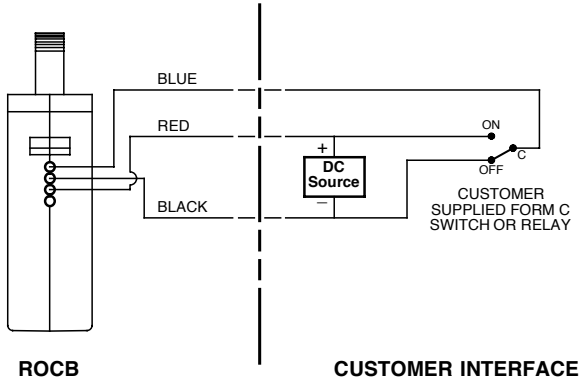 BLUE
RED
ON
+
DC
Source
C
OFF
–
BLACK
CUSTOMER
SUPPLIED FORM C
SWITCH OR RELAY
ROCB
CUSTOMER INTERFACE